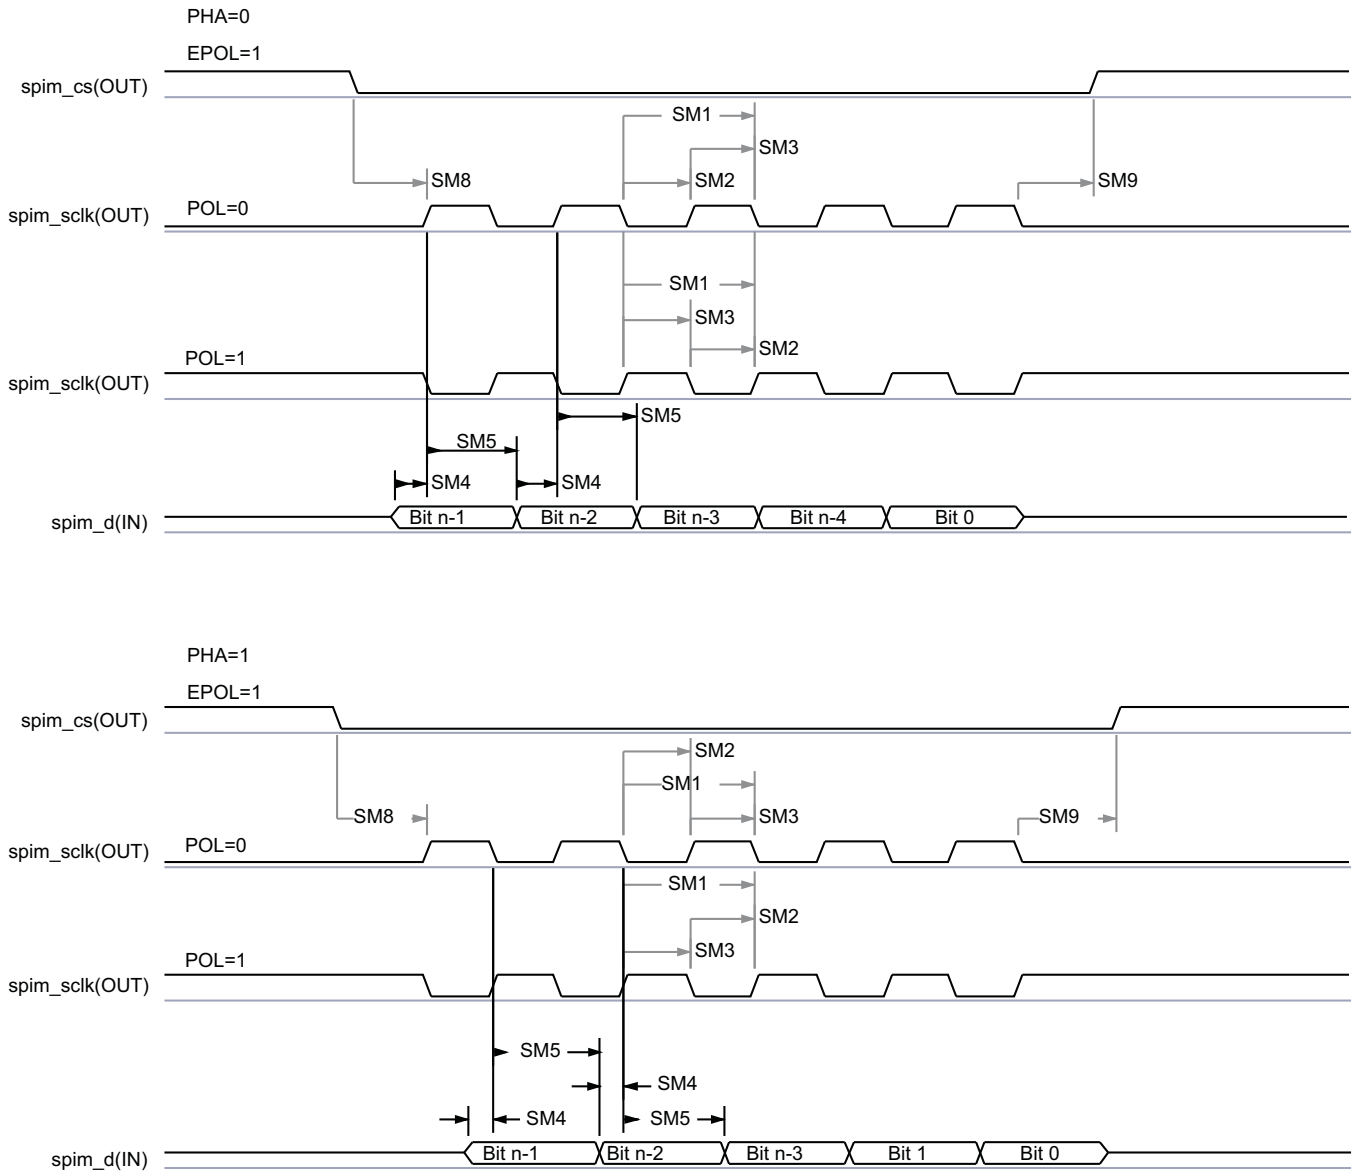 PHA=0
EPOL=1
spim_cs(OUT)
SM1
SM3
SM8
SM2
SM9
POL=0
spim_sclk(OUT)
SM1
SM3
SM2
POL=1
spim_sclk(OUT)
SM5
SM5
SM4
SM4
spim_d(IN)
Bit n-1
Bit n-2
Bit n-3
Bit n-4
Bit 0
PHA=1
EPOL=1
spim_cs(OUT)
SM2
SM1
SM8
SM3
SM9
POL=0
spim_sclk(OUT)
SM1
SM2
SM3
POL=1
spim_sclk(OUT)
SM5
SM4
SM4
SM5
spim_d(IN)
Bit n-1
Bit n-2
Bit n-3
Bit 1
Bit 0